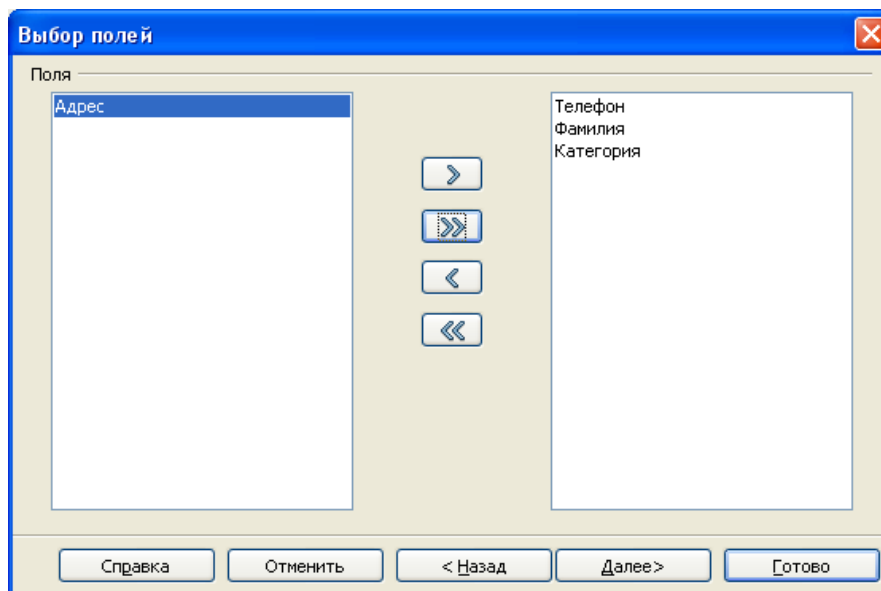 Выбор полей
Поля
Адрес
Телефон
Фамилия
Категория
>
>>
<
<<
Справка
Отменить
< Назад
Далее>
Готово